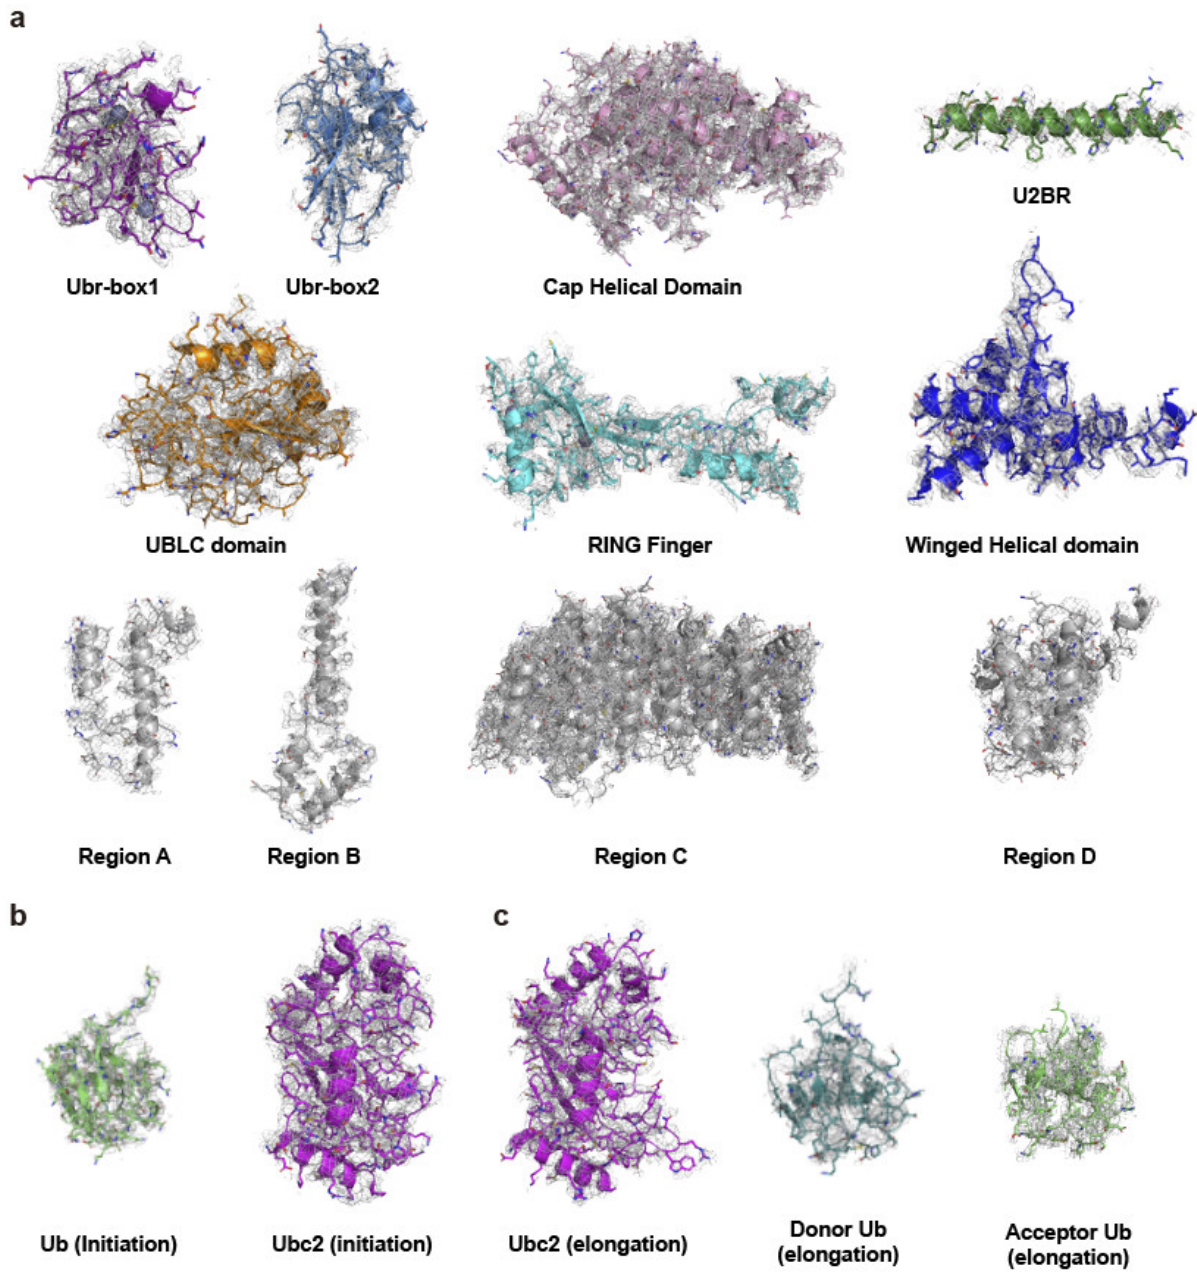 a
U2BR
Ubr-box1
Ubr-box2
Cap Helical Domain
UBLC domain
RING Finger
Winged Helical domain
Region A
Region B
Region C
Region D
b
c
Ub (Initiation)
Ubc2 (initiation)
Ubc2 (elongation)
Donor Ub
(elongation)
Acceptor Ub
(elongation)